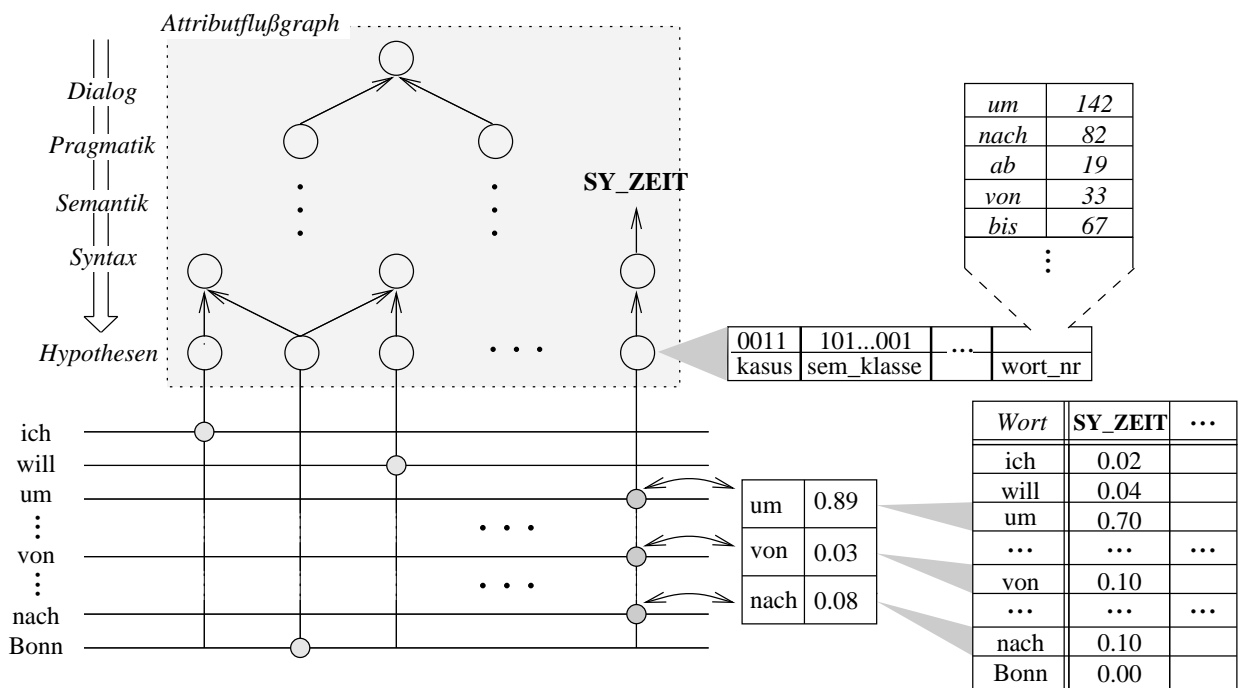 Attributflußgraph
Dialog
Pragmatik
Semantik
Syntax
Hypothesen
SY_ZEIT
• • •
um 142
nach 82
ab 19
von 33
bis 67
⋮
0011 101...001 ...
kasus sem_klasse wort_nr
ich
will
um
⋮
von
⋮
nach
Bonn
• • •
• • •
um 0.89
von 0.03
nach 0.08
Wort SY_ZEIT ...
ich 0.02
will 0.04
um 0.70
... ... ...
von 0.10
... ... ...
nach 0.10
Bonn 0.00